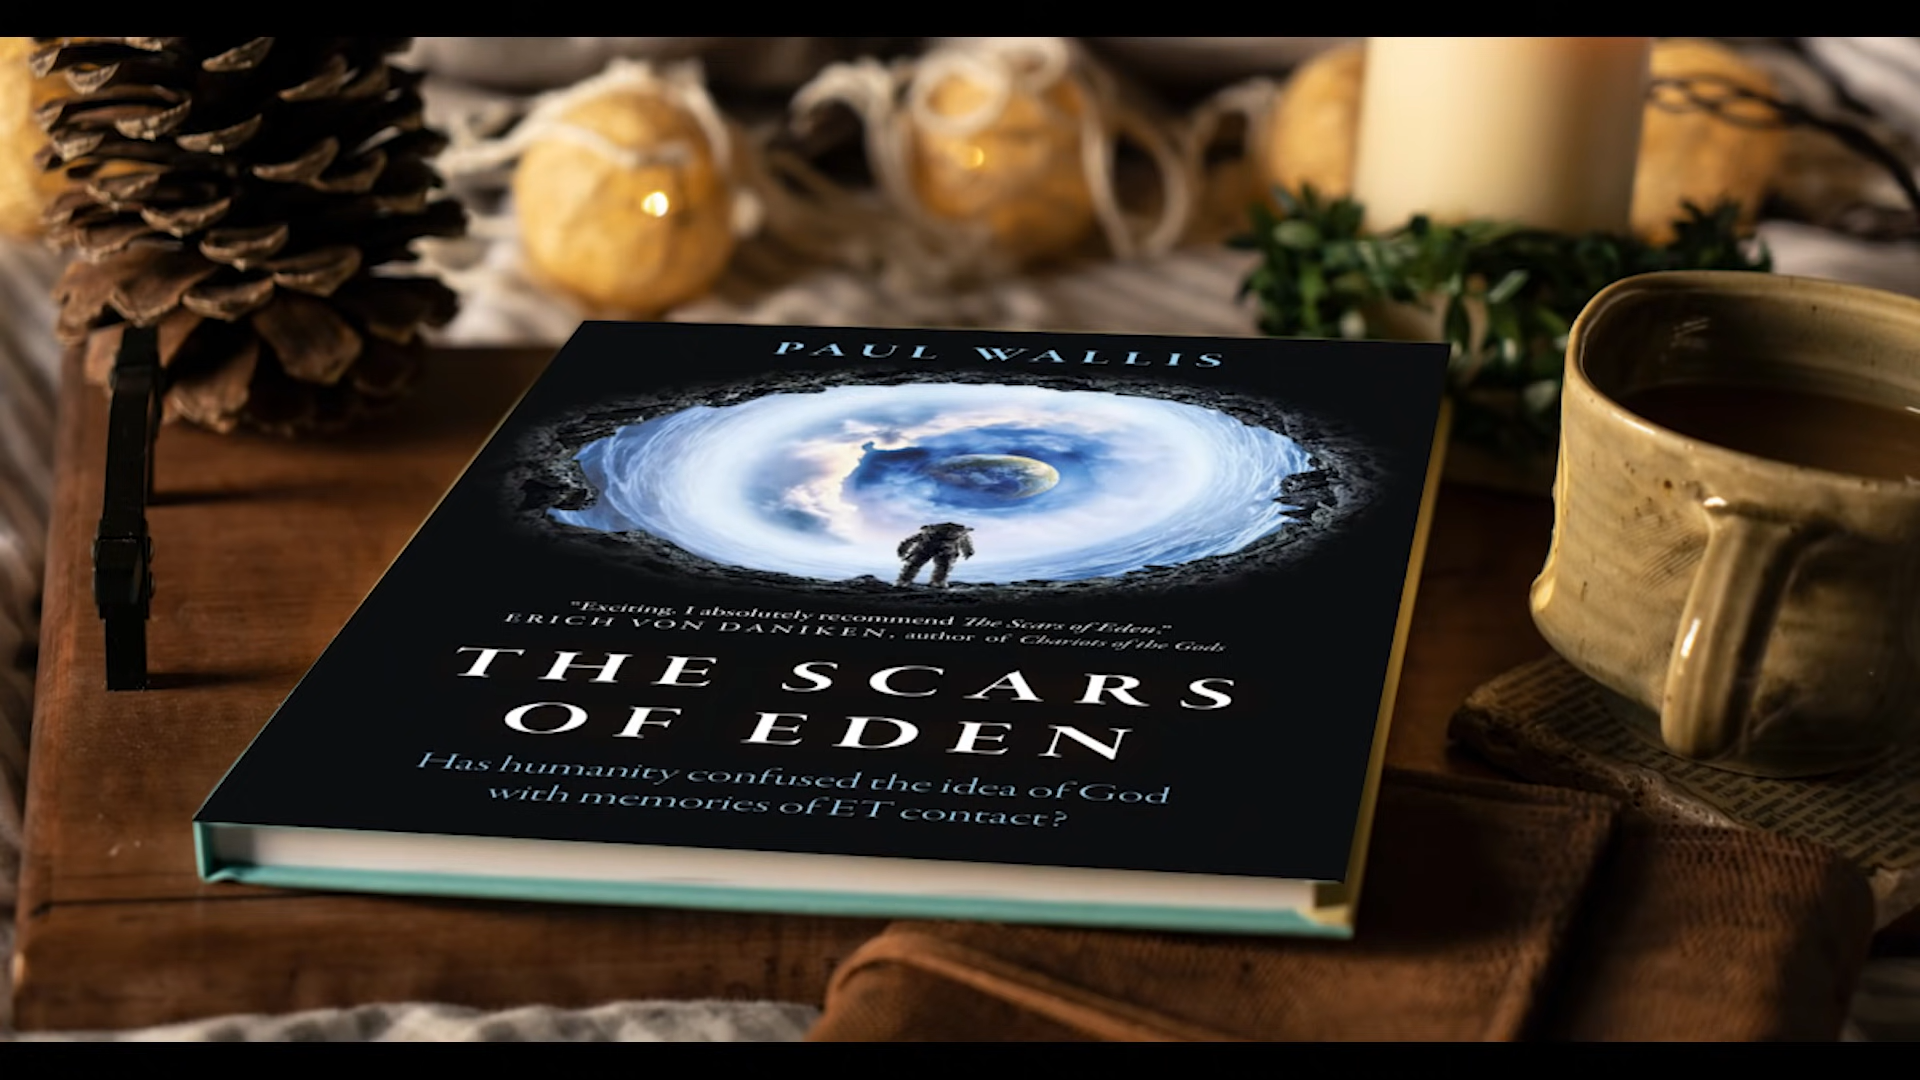 PAUL WALLIS
"Exciting. I absolutely recommend The Scars of Eden."
ERICH VON DANIKEN, author of Chariots of the Gods
THE SCARS
OF EDEN
Has humanity confused the idea of God
with memories of ET contact?